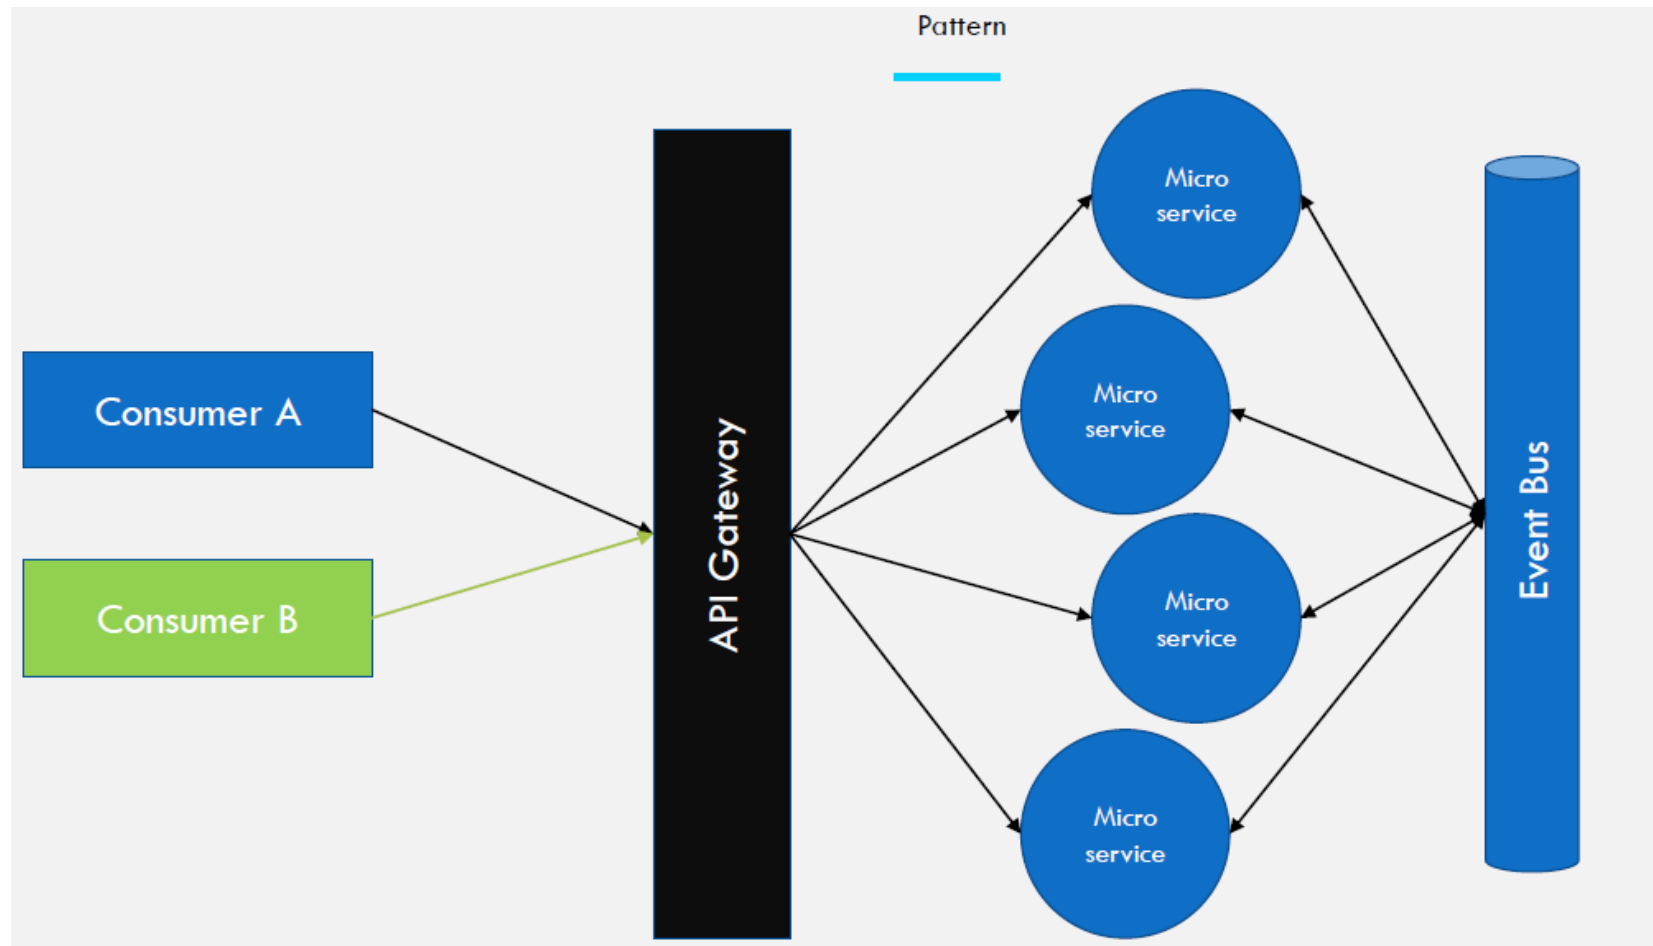 Pattern
Consumer A
Consumer B
API Gateway
Micro
service
Micro
service
Micro
service
Micro
service
Event Bus